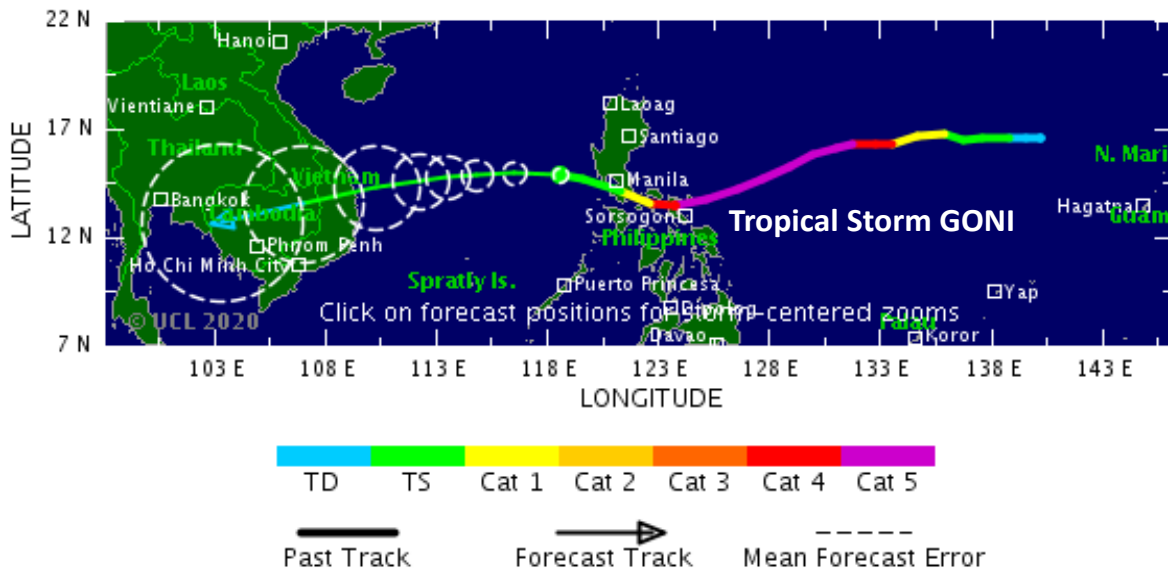 22 N
17 N
12 N
7 N
LATITUDE
Hanoi
Laos
Vientiane
Thailand
Vietnam
Bangkok
Cambodia
Phnom Penh
Ho Chi Minh City
Laoag
Santiago
Manila
Sorsogon
Philippines
Tropical Storm GONI
N. Mari
Hagatna
Guam
Spratly Is.
Puerto Princesa
Yap
Click on forecast positions for storm-centered zooms
© UCL 2020
Davao
Palau
Koror
103 E 108 E 113 E 118 E 123 E 128 E 133 E 138 E 143 E
LONGITUDE
TD TS Cat 1 Cat 2 Cat 3 Cat 4 Cat 5
Past Track Forecast Track Mean Forecast Error